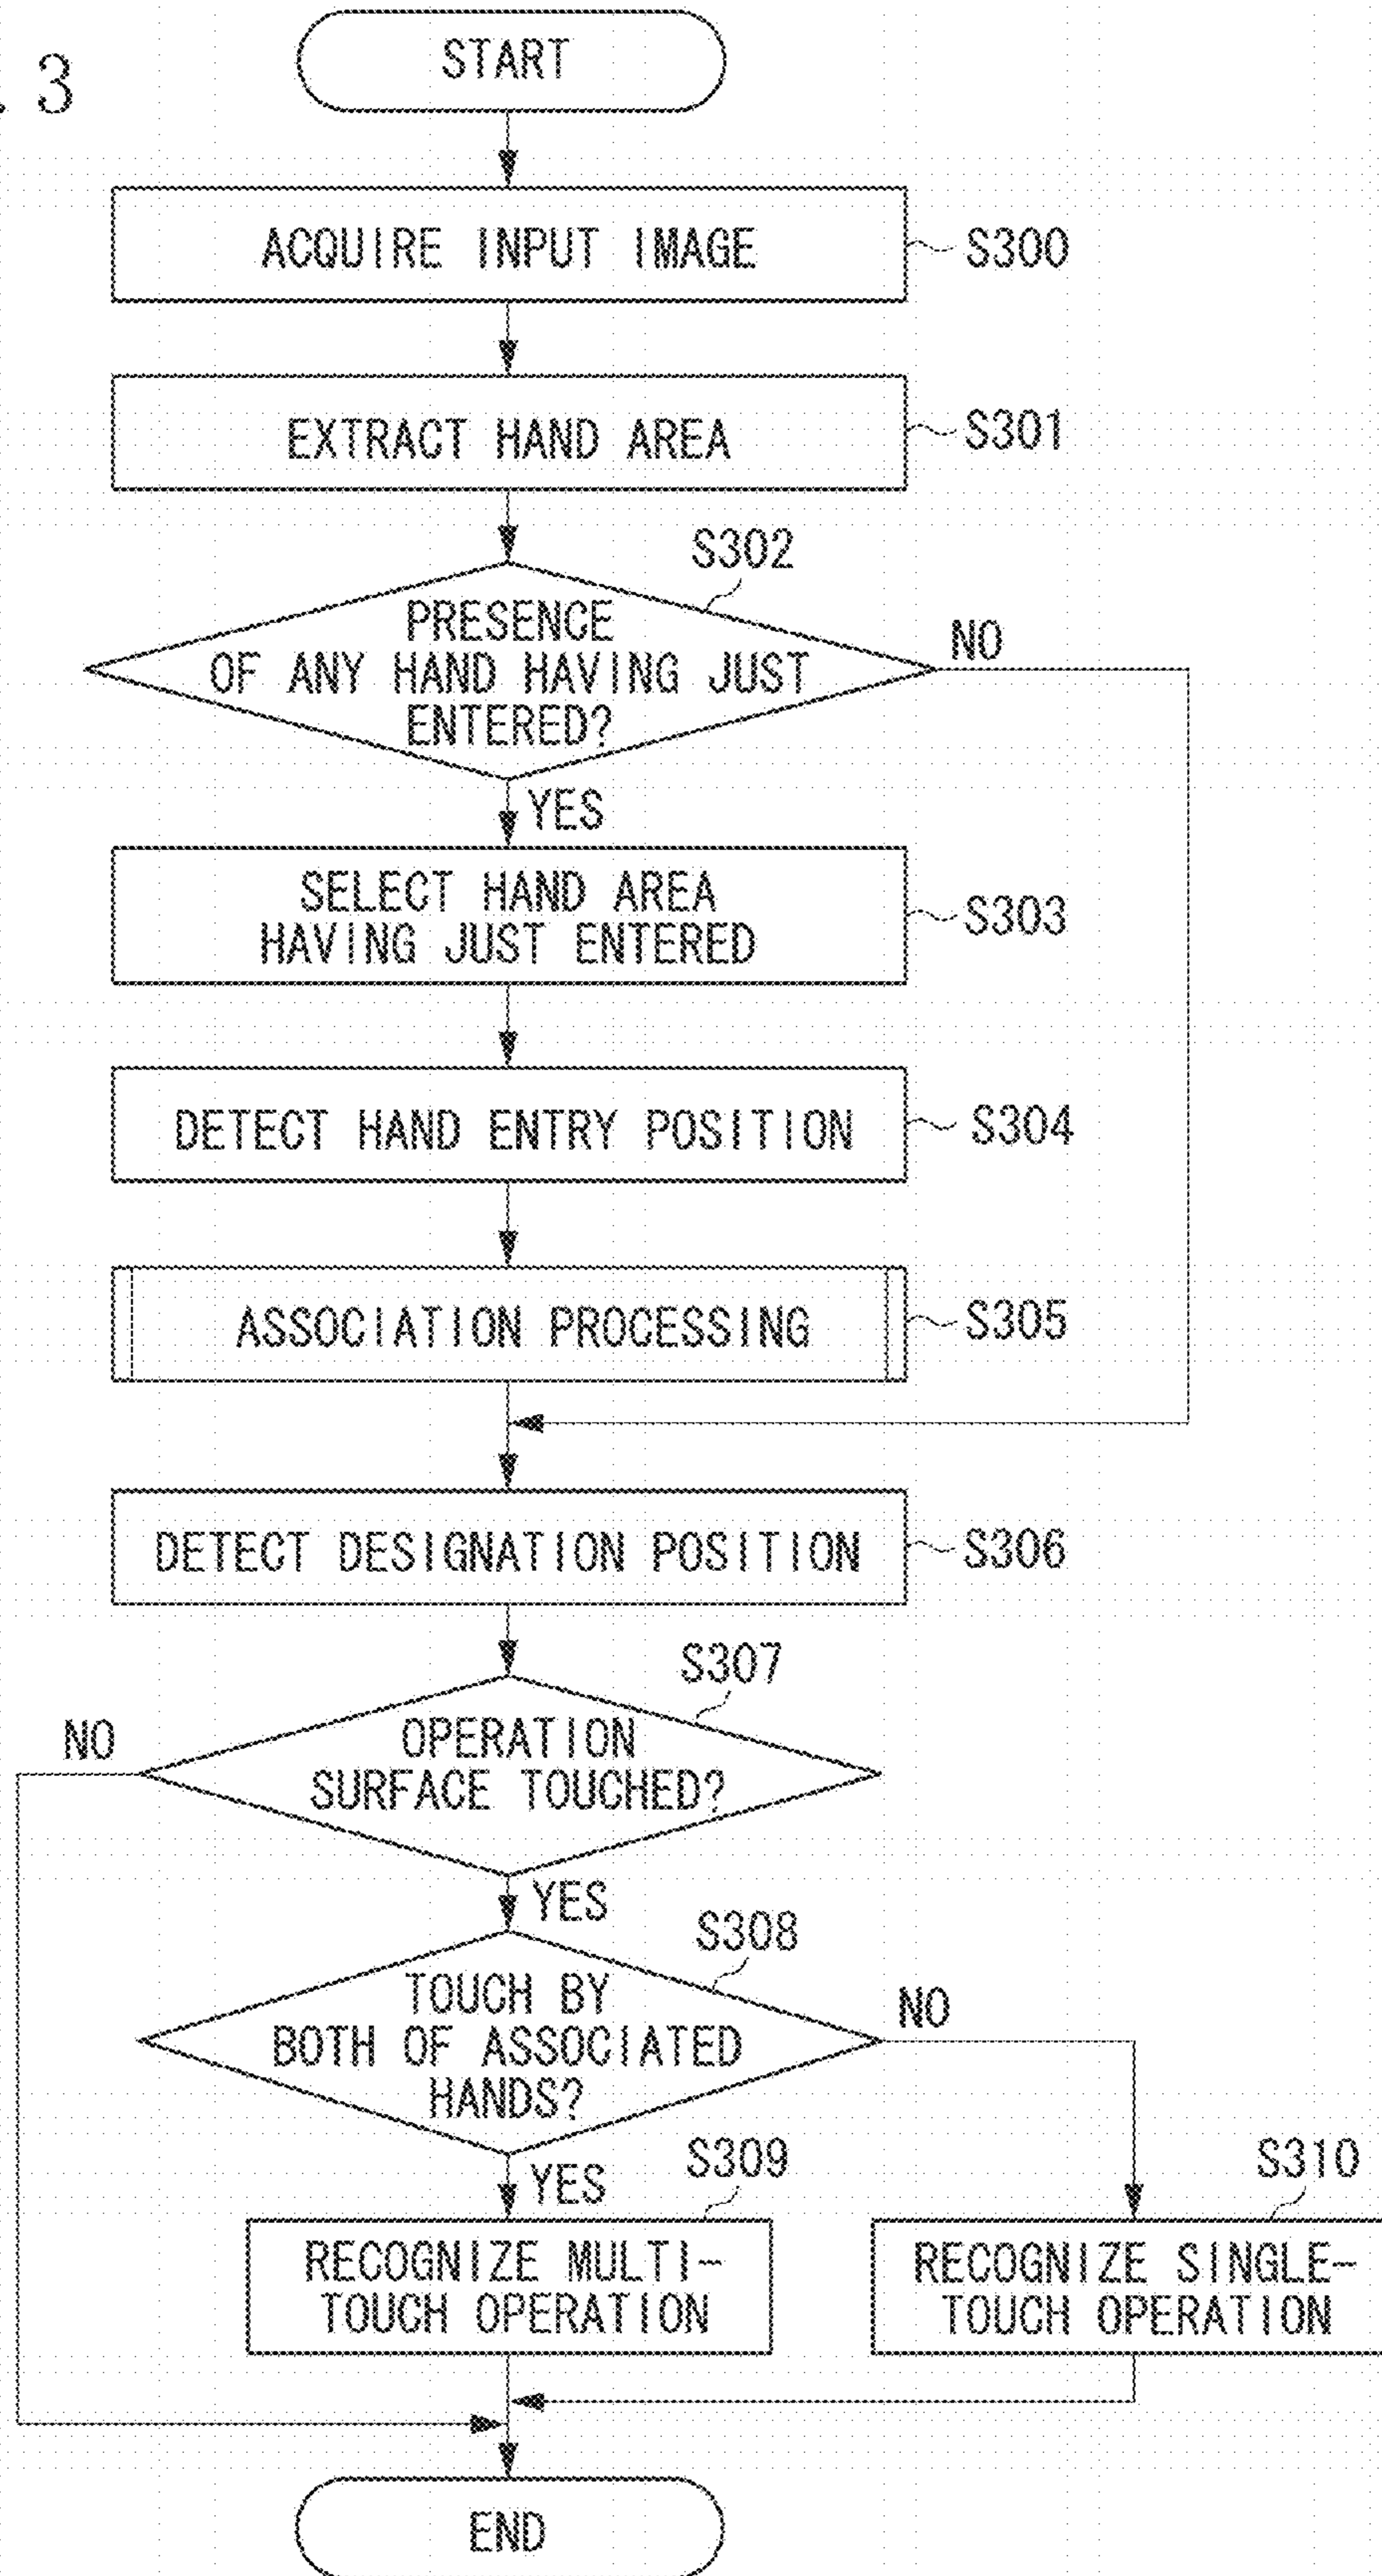 . 3
START
ACQUIRE INPUT IMAGE
S300
EXTRACT HAND AREA
S301
S302
PRESENCE
OF ANY HAND HAVING JUST
ENTERED?
NO
YES
SELECT HAND AREA
HAVING JUST ENTERED
S303
DETECT HAND ENTRY POSITION
S304
ASSOCIATION PROCESSING
S305
DETECT DESIGNATION POSITION
S306
S307
OPERATION
SURFACE TOUCHED?
NO
YES
S308
TOUCH BY
BOTH OF ASSOCIATED
HANDS?
NO
YES
S309
RECOGNIZE MULTI-
TOUCH OPERATION
S310
RECOGNIZE SINGLE-
TOUCH OPERATION
END